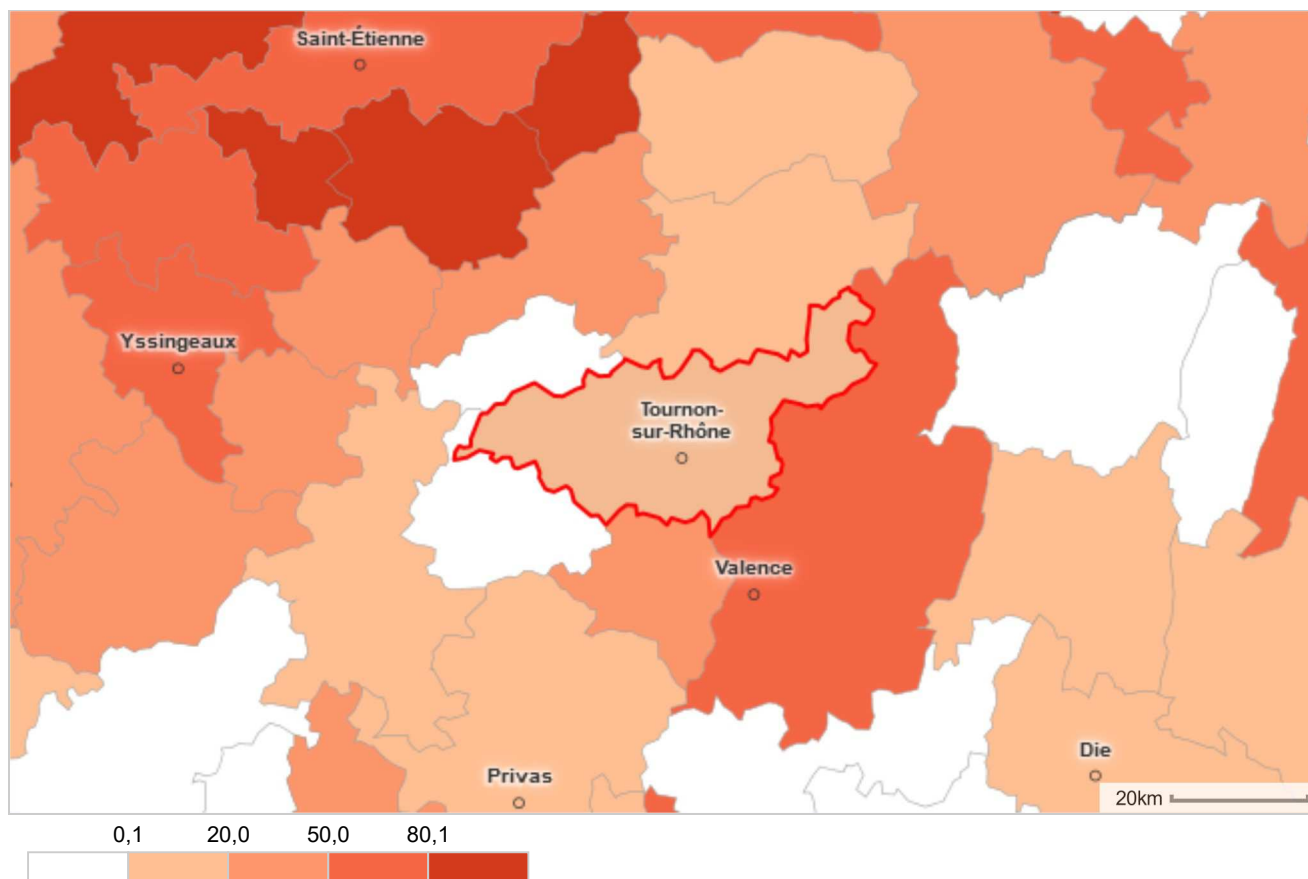 Saint-Étienne
Yssingeaux
Tournon-
sur-Rhône
Valence
Privas
Die
20km
0,1 20,0 50,0 80,1